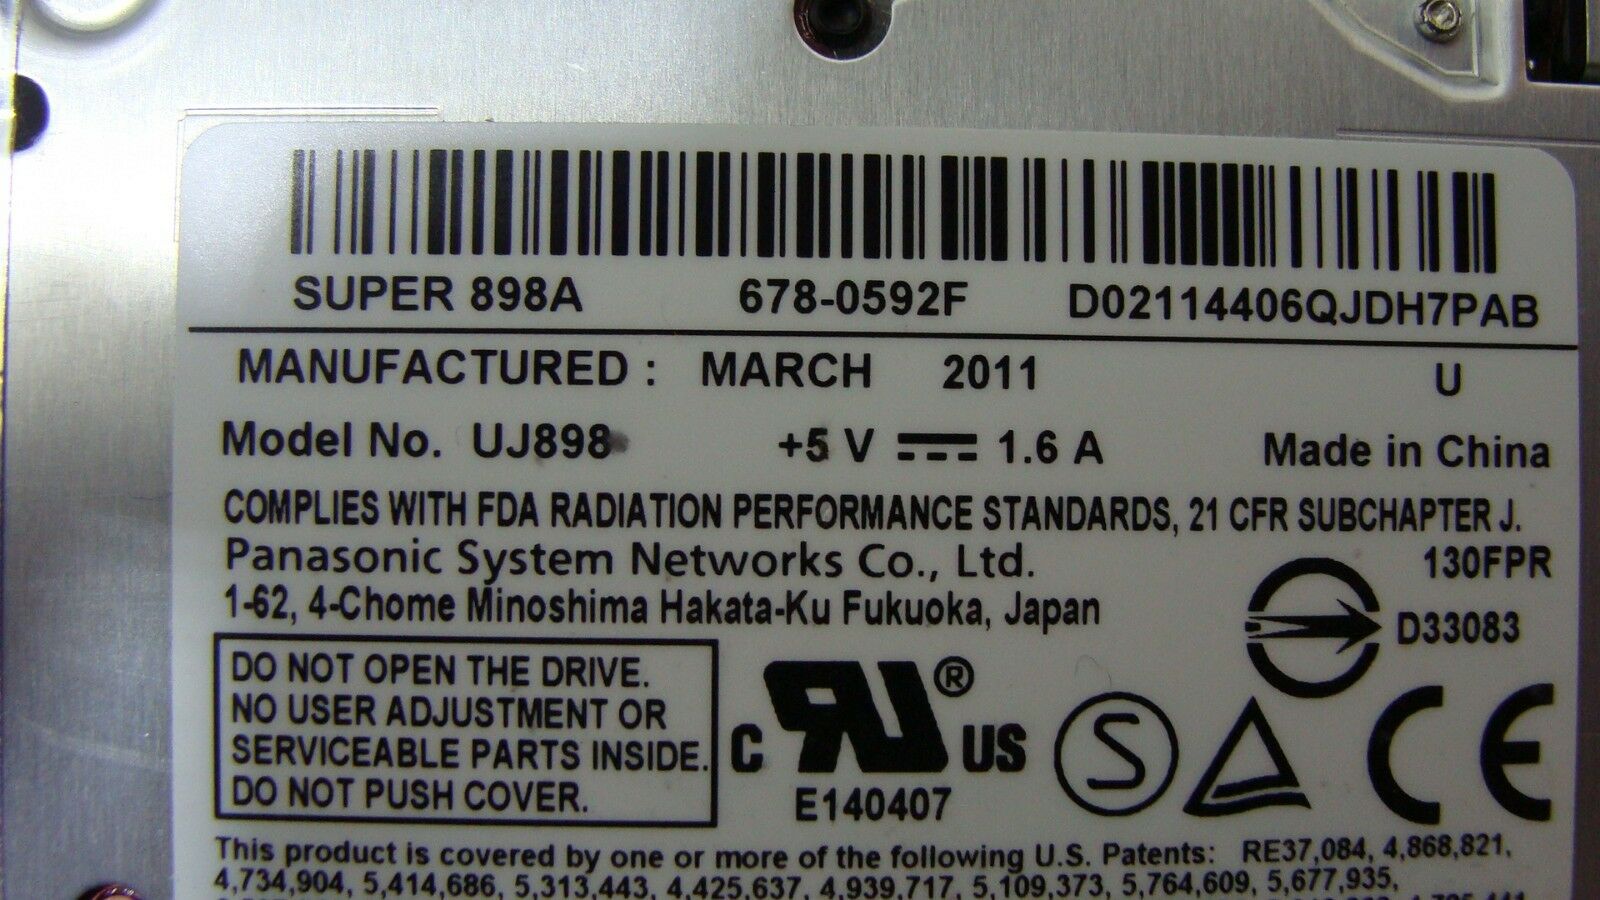 SUPER 898A 678-0592F D02114406QJDH7PAB
MANUFACTURED : MARCH 2011 U
Model No. UJ898 +5 V 1.6 A Made in China
COMPLIES WITH FDA RADIATION PERFORMANCE STANDARDS, 21 CFR SUBCHAPTER J.
Panasonic System Networks Co., Ltd. 130FPR
1-62, 4-Chome Minoshima Hakata-Ku Fukuoka, Japan D33083
DO NOT OPEN THE DRIVE.
NO USER ADJUSTMENT OR
SERVICEABLE PARTS INSIDE.
DO NOT PUSH COVER.
C RU ® US
E140407
S
CE
This product is covered by one or more of the following U.S. Patents: RE37,084, 4,868,821,
4,734,904, 5,414,686, 5,313,443, 4,425,637, 4,939,717, 5,109,373, 5,764,609, 5,677,935,